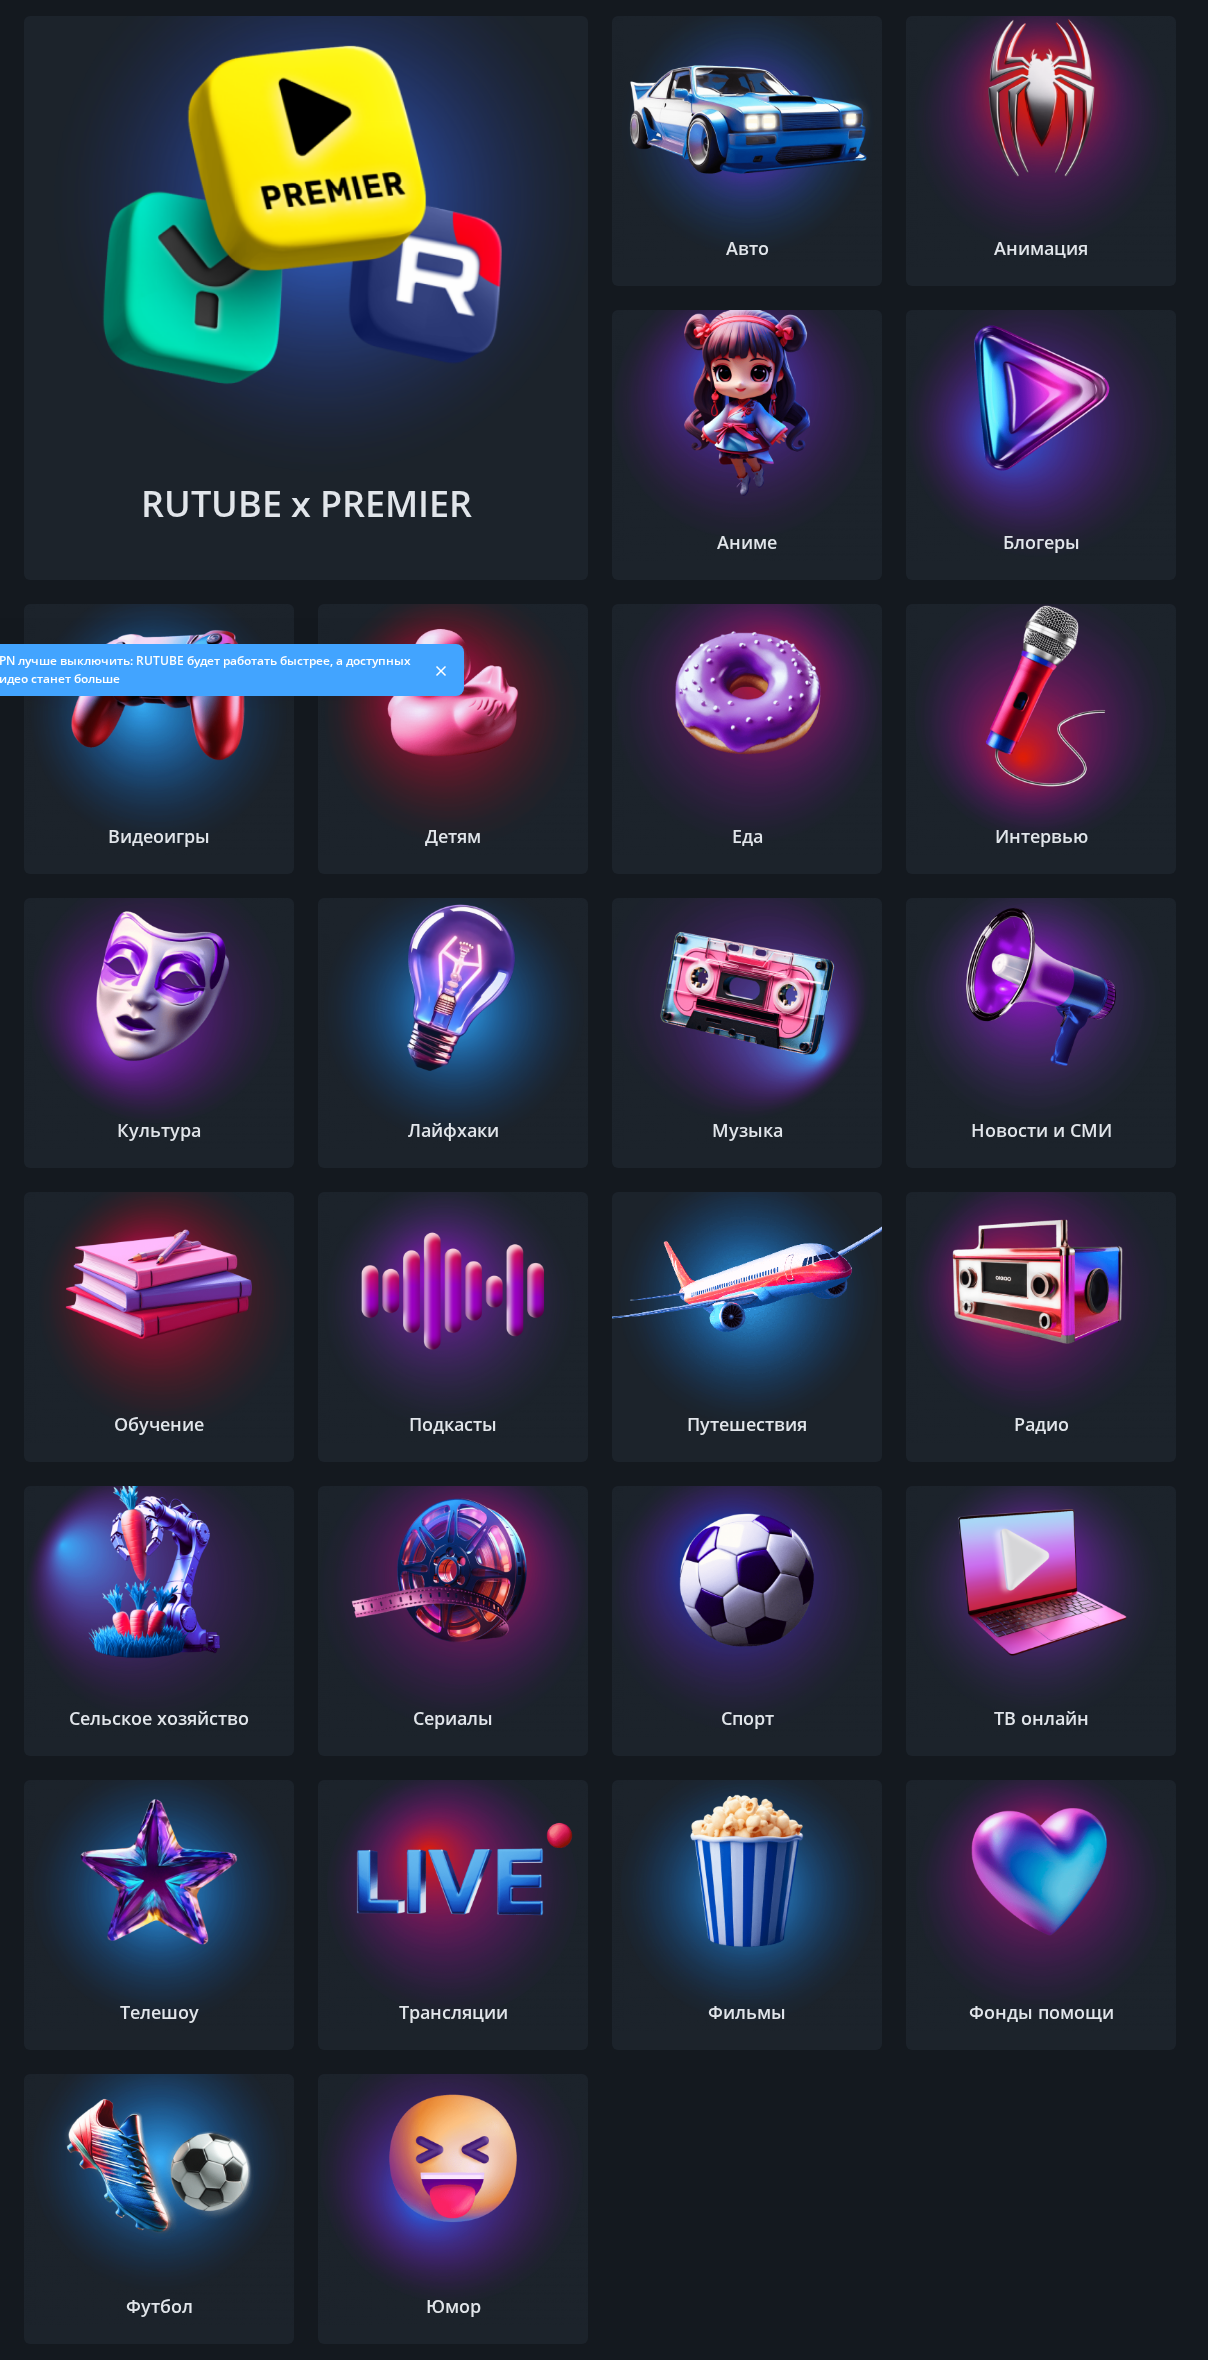 PREMIER
R
RUTUBE x PREMIER
Авто
Анимация
Аниме
Блогеры
PN лучше выключить: RUTUBE будет работать быстрее, а доступных
идео станет больше
Видеоигры
Детям
Еда
Интервью
Культура
Лайфхаки
Музыка
Новости и СМИ
Обучение
Подкасты
Путешествия
Радио
Сельское хозяйство
Сериалы
Спорт
ТВ онлайн
Телешоу
LIVE
Трансляции
Фильмы
Фонды помощи
Футбол
Юмор